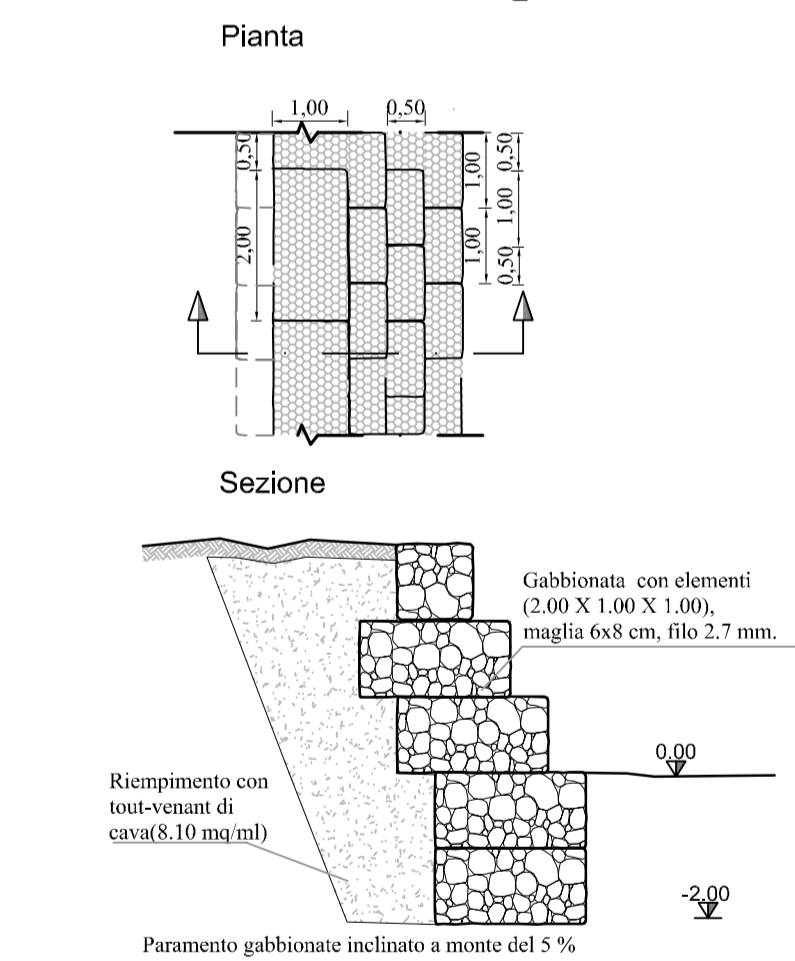 Pianta
1,00
0,50
0,50
2,00
1,00
1,00
0,50
1,00
0,50
Sezione
Gabbionata con elementi
(2.00 X 1.00 X 1.00),
maglia 6x8 cm, filo 2.7 mm.
0.00
Riempimento con
tout-venant di
cava(8.10 mq/ml)
-2.00
Paramento gabbionate inclinato a monte del 5 %